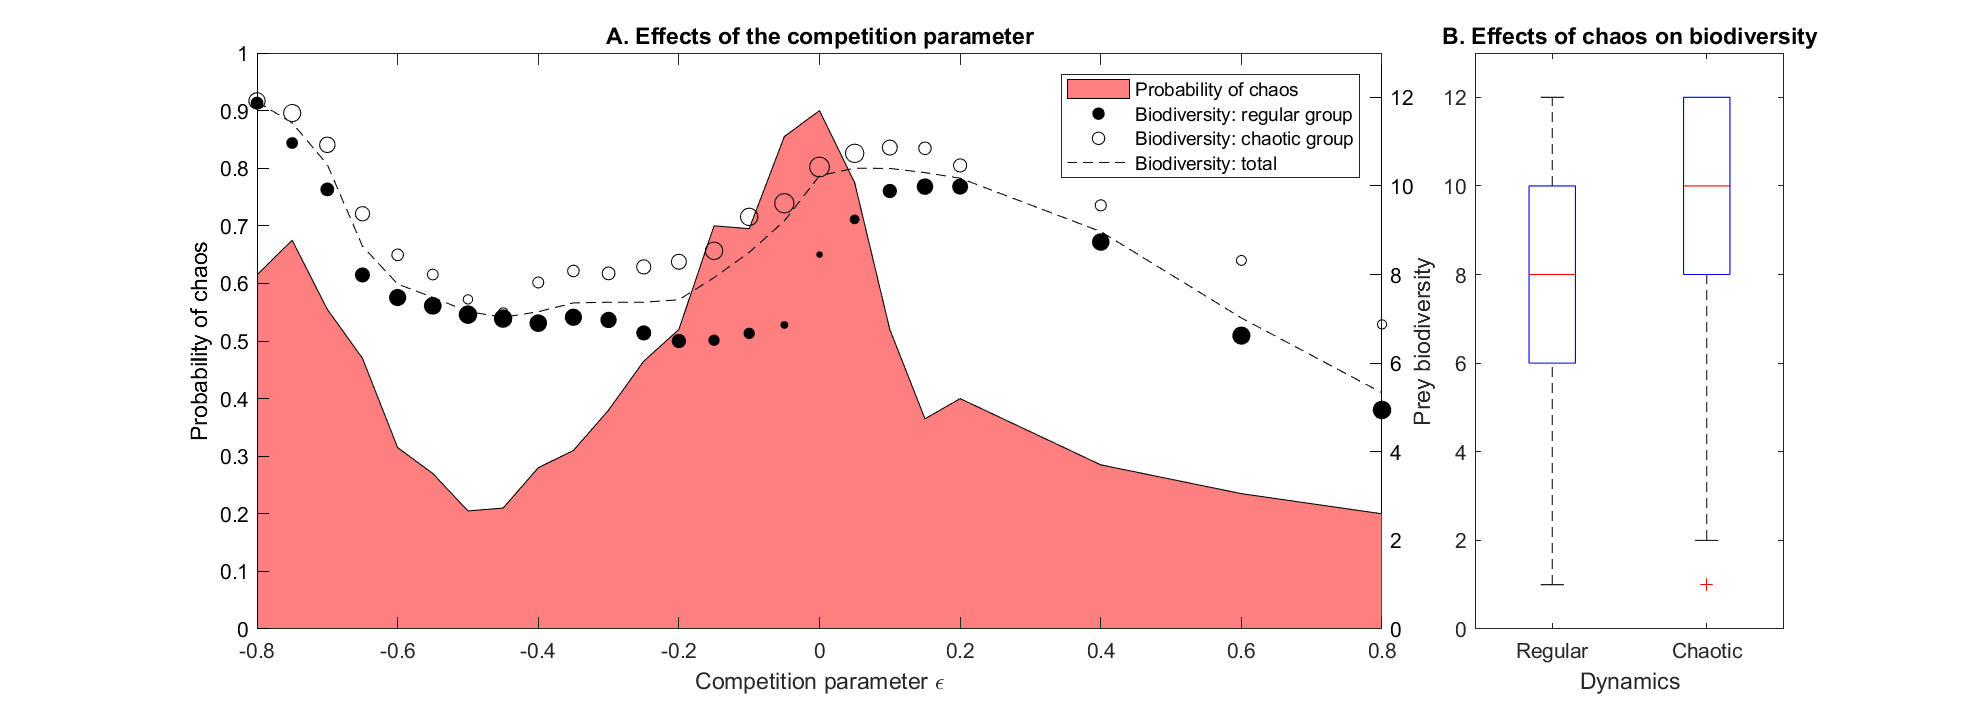 A. Effects of the competition parameter
B. Effects of chaos on biodiversity
Probability of chaos
1
0.9
0.8
0.7
0.6
0.5
0.4
0.3
0.2
0.1
0
Probability of chaos
Biodiversity: regular group
Biodiversity: chaotic group
Biodiversity: total
12
10
8
6
4
2
0
-0.8
-0.6
-0.4
-0.2
0
0.2
0.4
0.6
0.8
Competition parameter ϵ
Prey biodiversity
12
10
8
6
4
2
0
Regular
Chaotic
Dynamics